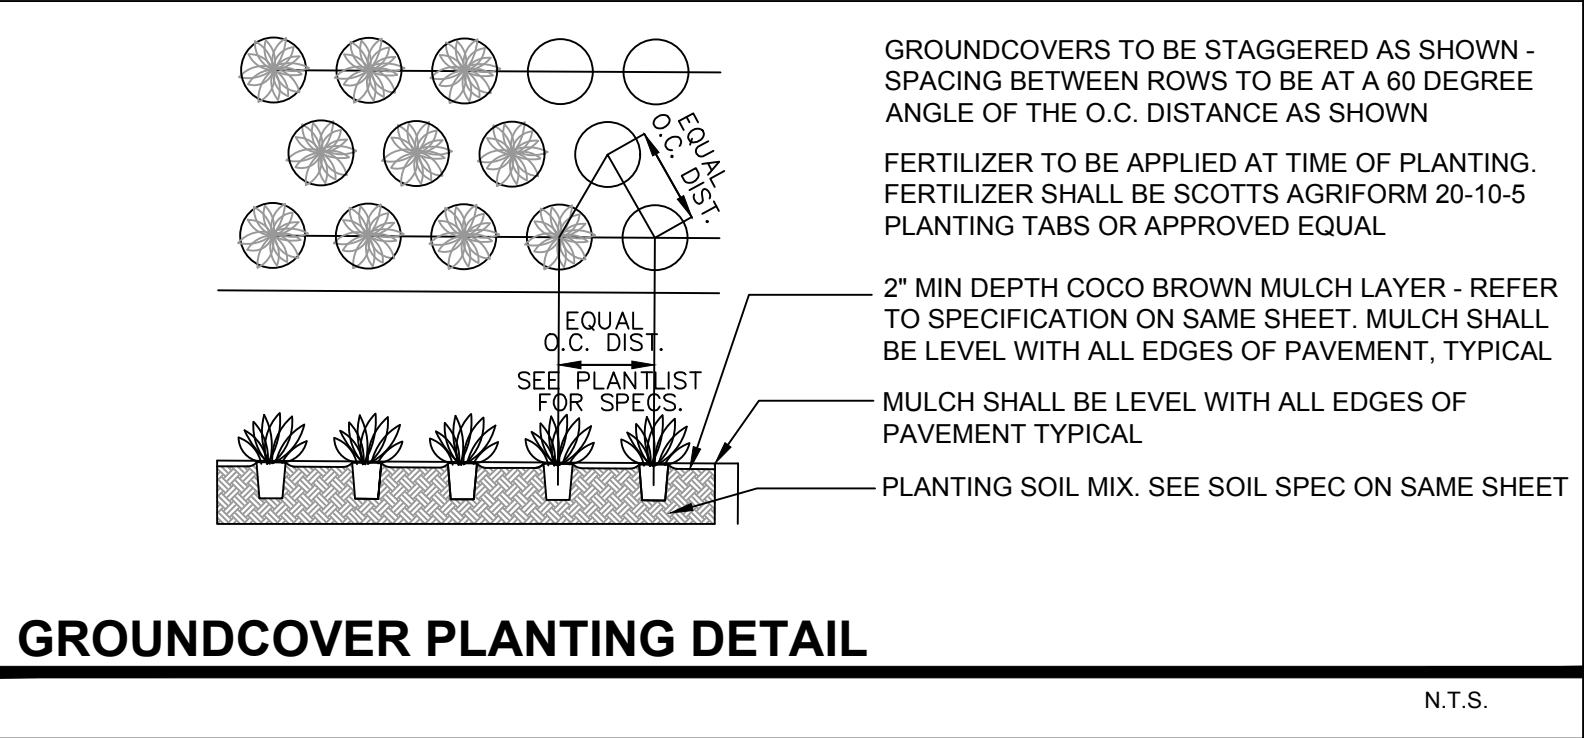 GROUNDCOVERS TO BE STAGGERED AS SHOWN -
SPACING BETWEEN ROWS TO BE AT A 60 DEGREE
ANGLE OF THE O.C. DISTANCE AS SHOWN
FERTILIZER TO BE APPLIED AT TIME OF PLANTING.
FERTILIZER SHALL BE SCOTTS AGRIFORM 20-10-5
PLANTING TABS OR APPROVED EQUAL
EQUAL
O.C. DIST.
2" MIN DEPTH COCO BROWN MULCH LAYER - REFER
TO SPECIFICATION ON SAME SHEET. MULCH SHALL
BE LEVEL WITH ALL EDGES OF PAVEMENT, TYPICAL
EQUAL
O.C. DIST.
SEE PLANTLIST
FOR SPECS.
MULCH SHALL BE LEVEL WITH ALL EDGES OF
PAVEMENT TYPICAL
PLANTING SOIL MIX. SEE SOIL SPEC ON SAME SHEET
GROUNDCOVER PLANTING DETAIL
N.T.S.